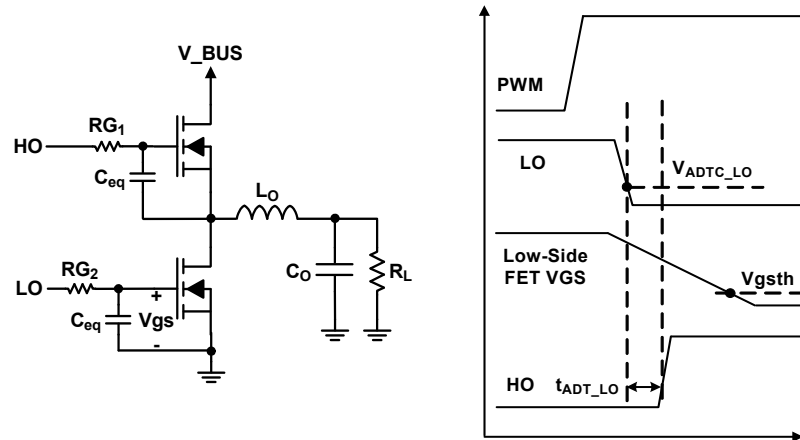 V_BUS
RG1
HO
Ceq
LO
CO
RL
RG2
LO
+
Vgs
-
Ceq
PWM
LO
VADTC_LO
Low-Side
FET VGS
Vgsth
HO
tADT_LO